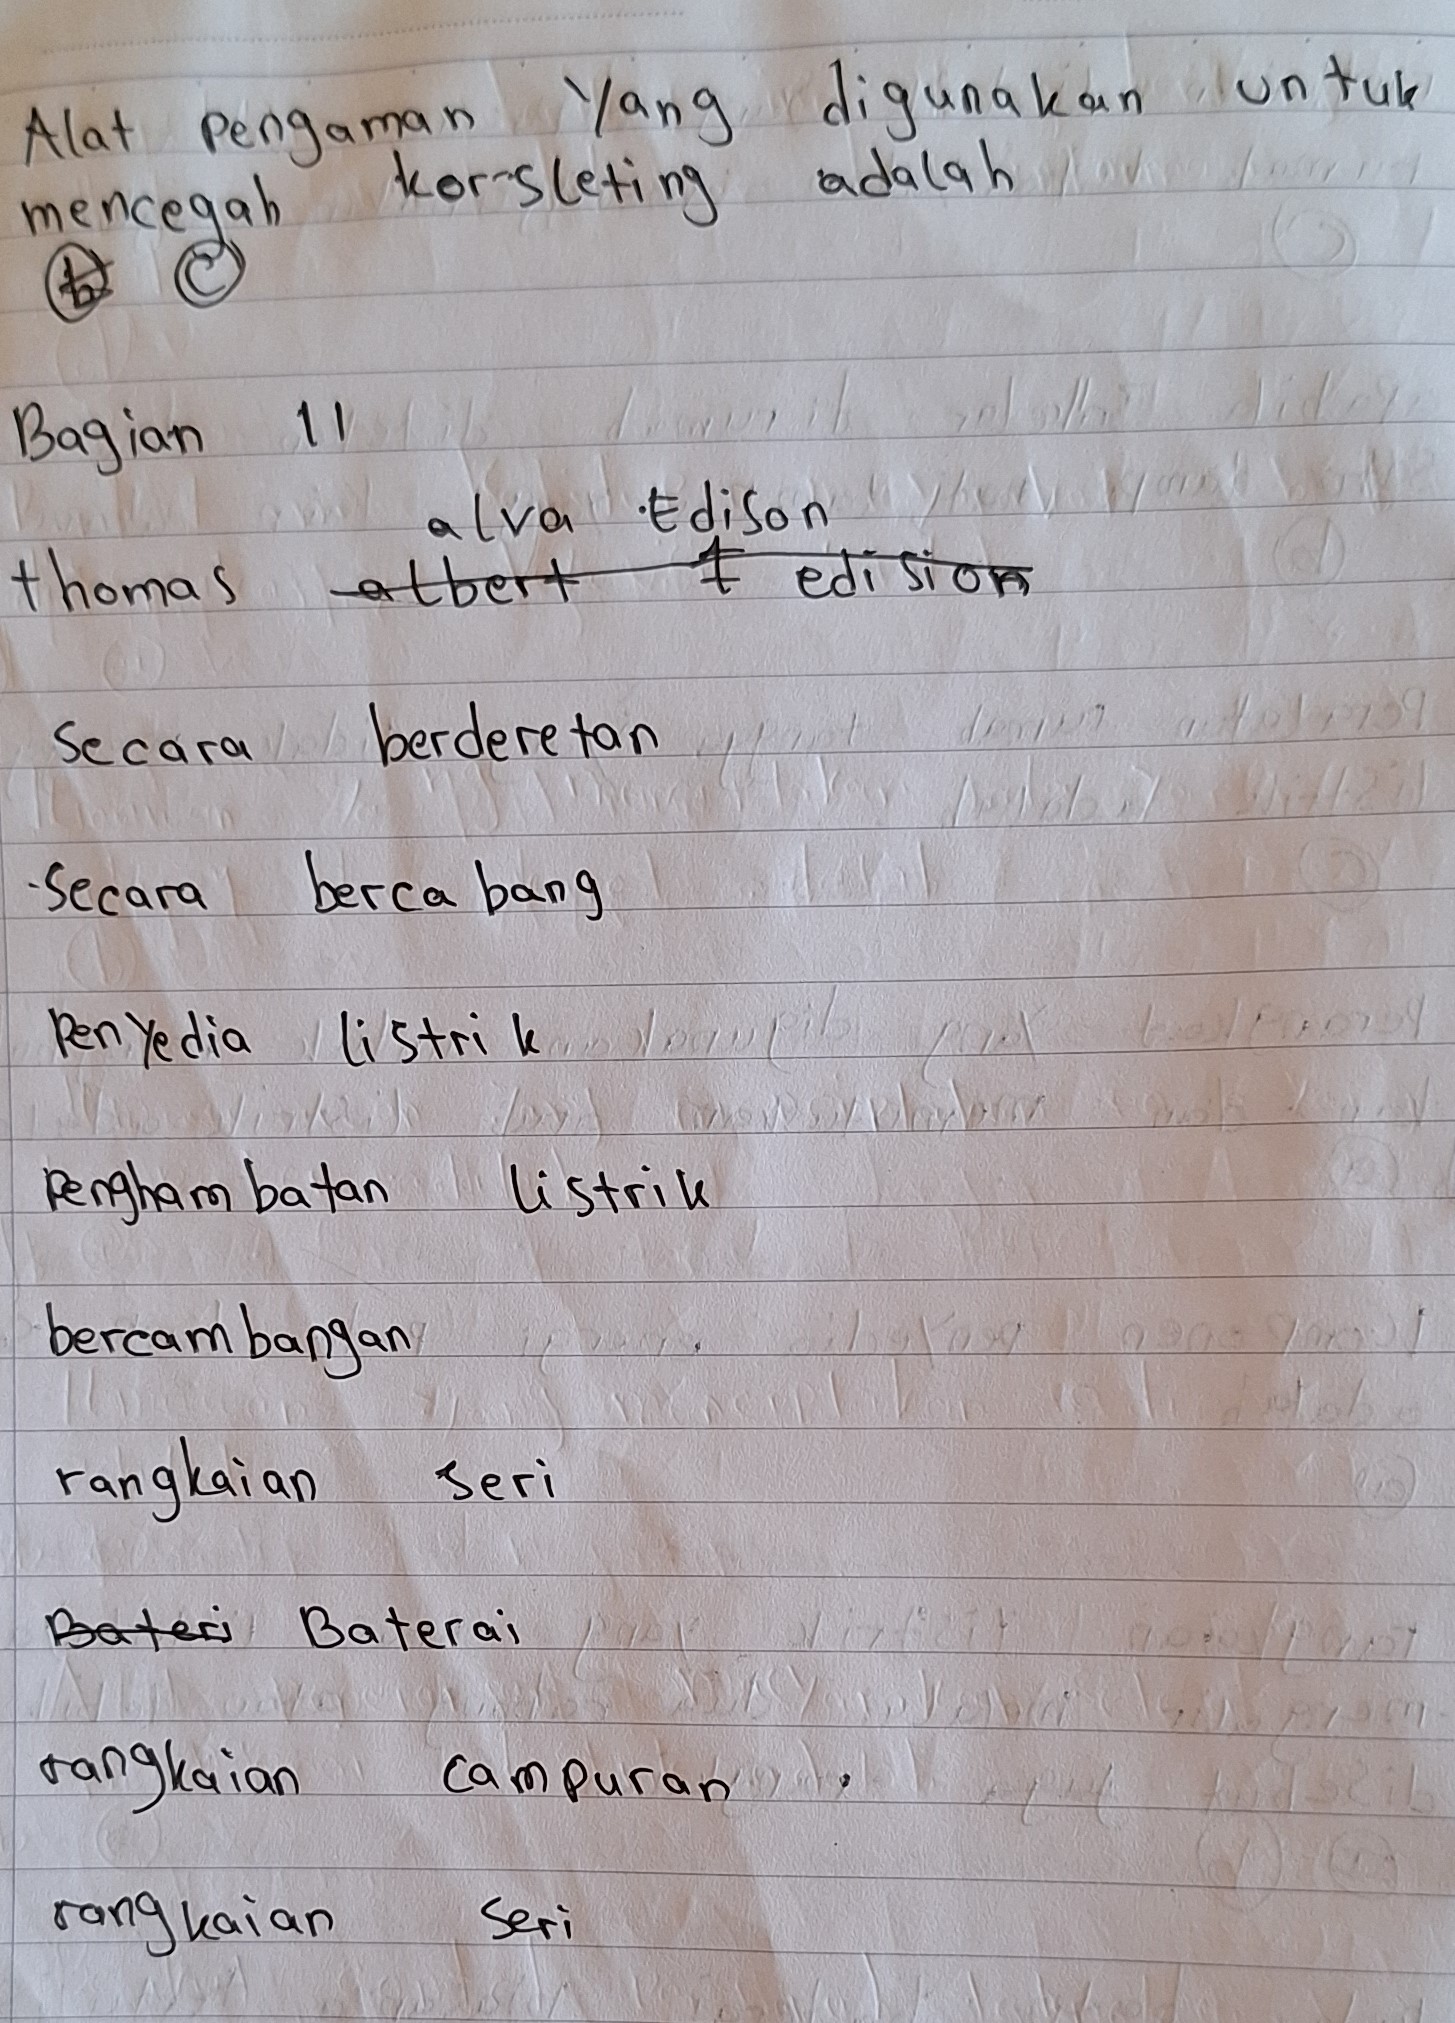 Alat pengaman yang digunakan untuk
mencegah korsleting adalah
b C
Bagian 11
alva Edison
thomas albert t edision
Secara berderetan
Secara bercabang
Penyedia listrik
Penghambatan listrik
bercambangan
rangkaian seri
Bateri Baterai
rangkaian campuran
rangkaian seri